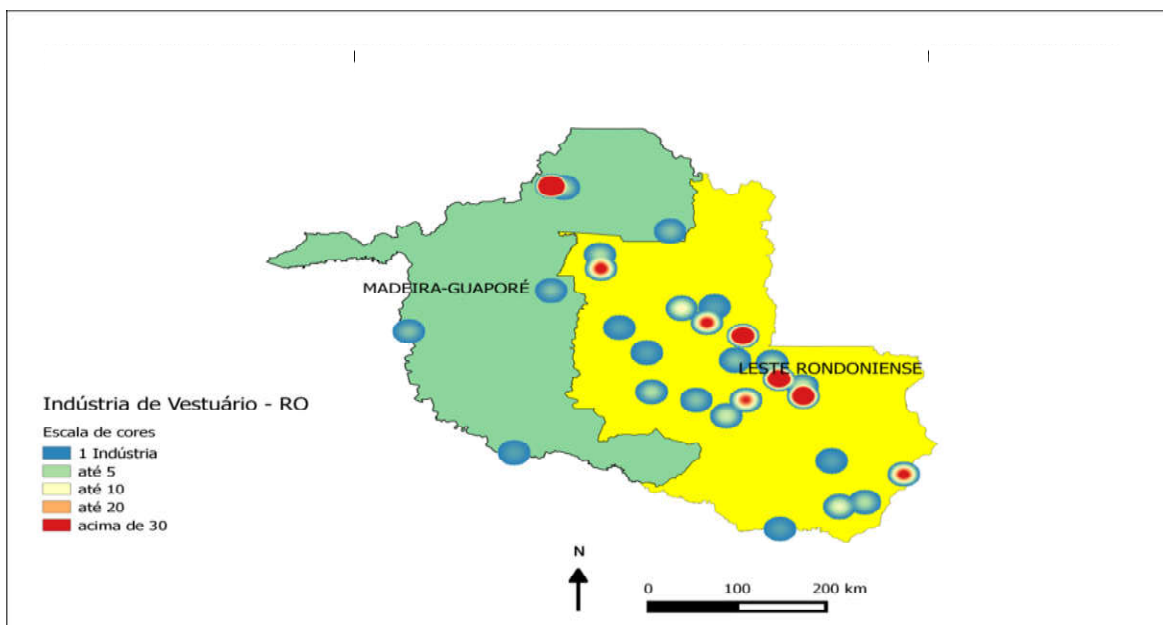 MADEIRA-GUAPORÉ
LESTE RONDONIENSE
Indústria de Vestuário - RO
Escala de cores
1 Indústria
até 5
até 10
até 20
acima de 30
N
0 100 200 km